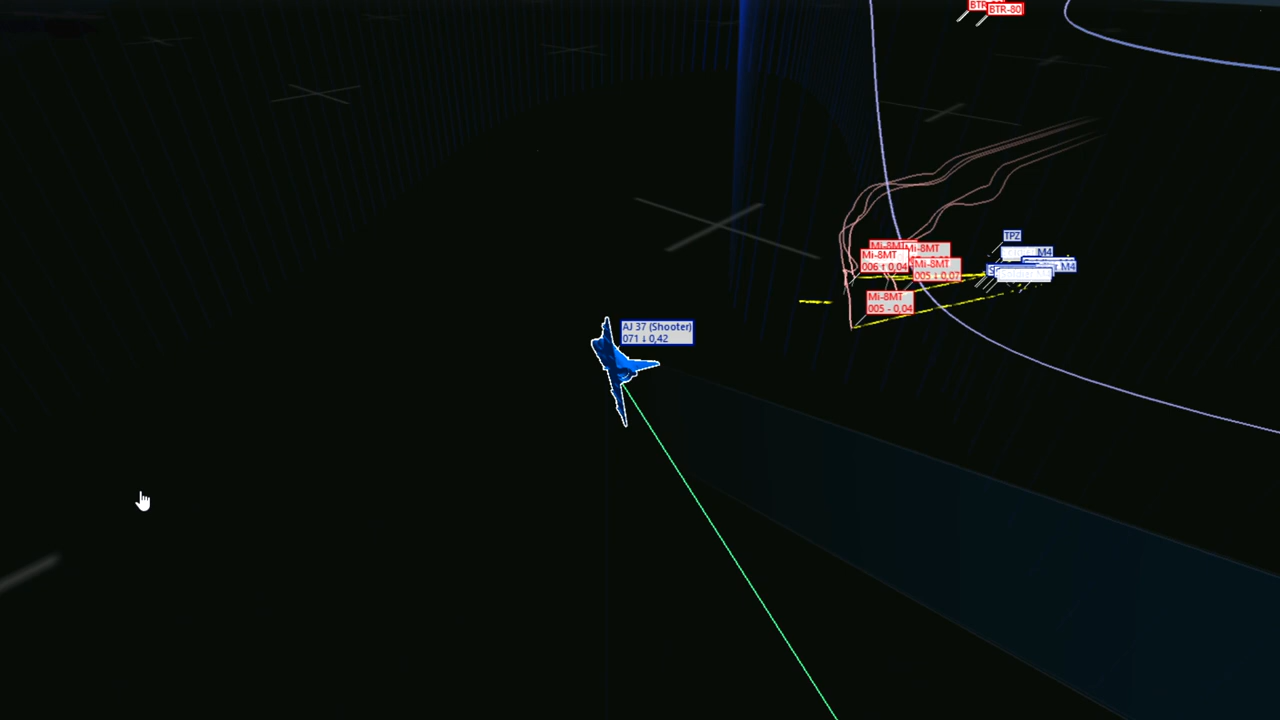 BTR-80
TPZ
Mi-8MT
Mi-8MT
M4
Mi-8MT
006 ↑ 0,04
Mi-8MT
005 ↓ 0,07
M4
Mi-8MT
005 - 0,04
AJ 37 (Shooter)
071 ↓ 0,42